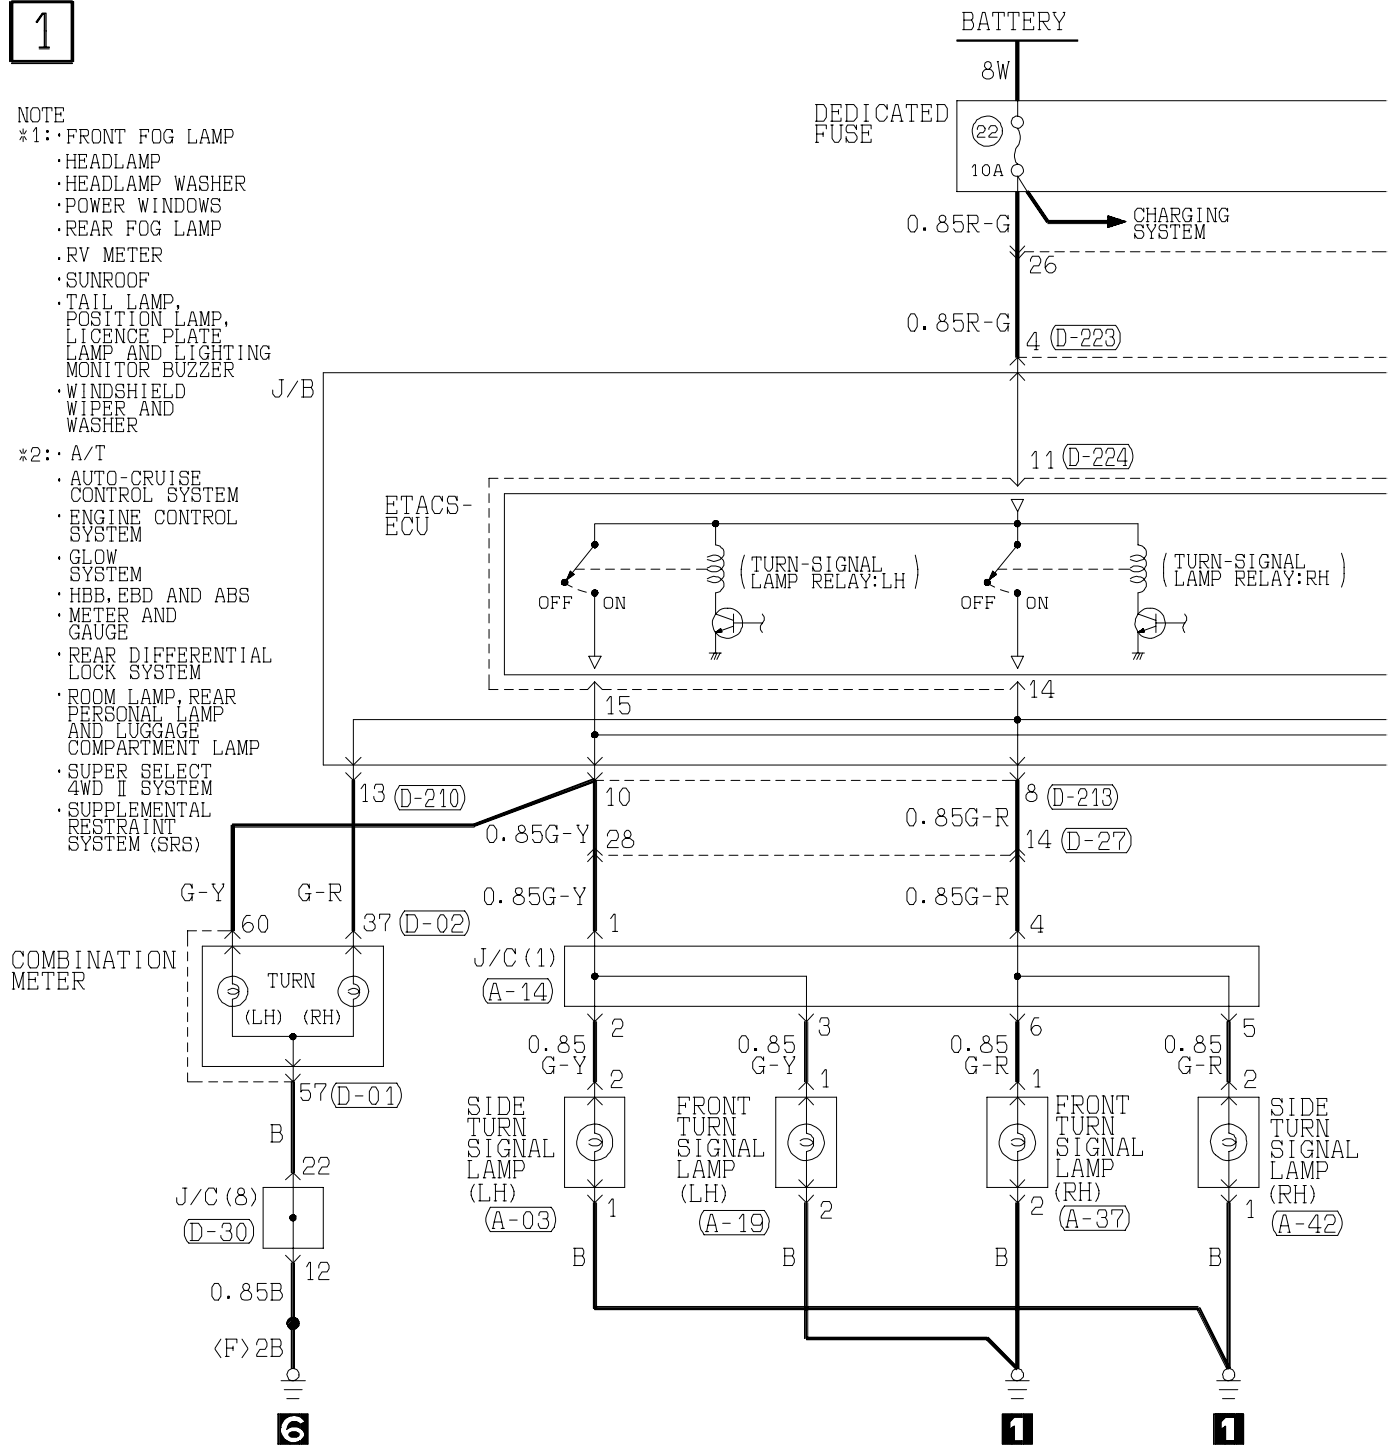 1
BATTERY
8W
DEDICATED
FUSE
22
10A
CHARGING
SYSTEM
0.85R-G
26
0.85R-G
4 D-223
NOTE
*1:·FRONT FOG LAMP
·HEADLAMP
·HEADLAMP WASHER
·POWER WINDOWS
·REAR FOG LAMP
·RV METER
·SUNROOF
·TAIL LAMP,
POSITION LAMP,
LICENCE PLATE
LAMP AND LIGHTING
MONITOR BUZZER
·WINDSHIELD
WIPER AND
WASHER
*2:· A/T
· AUTO-CRUISE
CONTROL SYSTEM
· ENGINE CONTROL
SYSTEM
· GLOW
SYSTEM
· HBB,EBD AND ABS
· METER AND
GAUGE
· REAR DIFFERENTIAL
LOCK SYSTEM
· ROOM LAMP,REAR
PERSONAL LAMP
AND LUGGAGE
COMPARTMENT LAMP
· SUPER SELECT
4WD Ⅱ SYSTEM
· SUPPLEMENTAL
RESTRAINT
SYSTEM(SRS)
J/B
11 D-224
ETACS-
ECU
OFF ON
(TURN-SIGNAL
LAMP RELAY:LH)
OFF ON
(TURN-SIGNAL
LAMP RELAY:RH)
15
14
13 D-210
10
8 D-213
0.85G-Y 28
0.85G-R
14 D-27
G-Y
G-R
0.85G-Y
0.85G-R
60
37 D-02
1
4
COMBINATION
METER
TURN
(LH) (RH)
J/C(1)
A-14
2
3
6
5
0.85
G-Y
0.85
G-Y
0.85
G-R
0.85
G-R
2
1
1
2
57 D-01
B
22
J/C(8)
D-30
12
0.85B
<F>2B
6
SIDE
TURN
SIGNAL
LAMP
(LH)
A-03
1
FRONT
TURN
SIGNAL
LAMP
(LH)
A-19
2
FRONT
TURN
SIGNAL
LAMP
(RH)
A-37
2
SIDE
TURN
SIGNAL
LAMP
(RH)
A-42
1
B
B
B
B
1
1